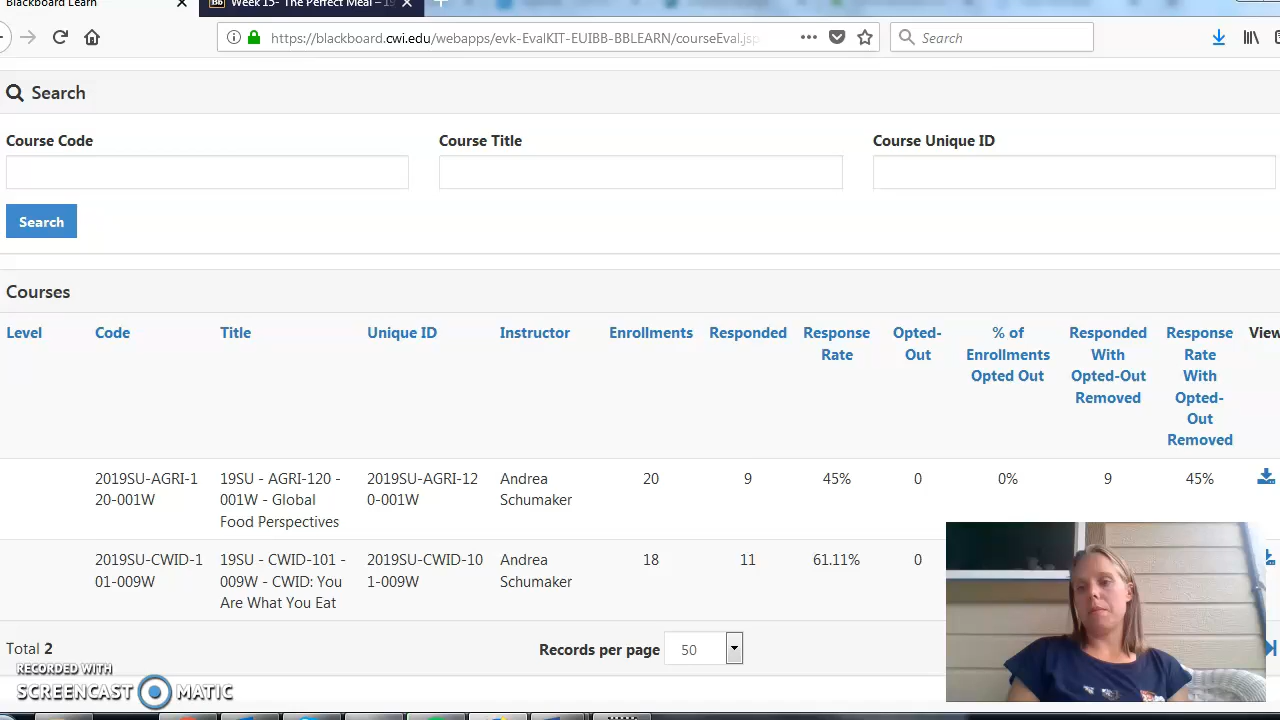 Blackboard Learn
Week 15- The Perfect Meal – 19
https://blackboard.cwi.edu/webapps/evk-EvalKIT-EUIBB-BBLEARN/courseEval.jsp
Search
Search
Course Code
Course Title
Course Unique ID
Search
Courses
Level
Code
Title
Unique ID
Instructor
Enrollments
Responded
Response
Rate
Opted-
Out
% of
Enrollments
Opted Out
Responded
With
Opted-Out
Removed
Response
Rate
With
Opted-
Out
Removed
View
2019SU-AGRI-1
20-001W
19SU - AGRI-120 -
001W - Global
Food Perspectives
2019SU-AGRI-12
0-001W
Andrea
Schumaker
20
9
45%
0
0%
9
45%
2019SU-CWID-1
01-009W
19SU - CWID-101 -
009W - CWID: You
Are What You Eat
2019SU-CWID-10
1-009W
Andrea
Schumaker
18
11
61.11%
0
Total 2
Records per page 50
RECORDED WITH
SCREENCAST MATIC